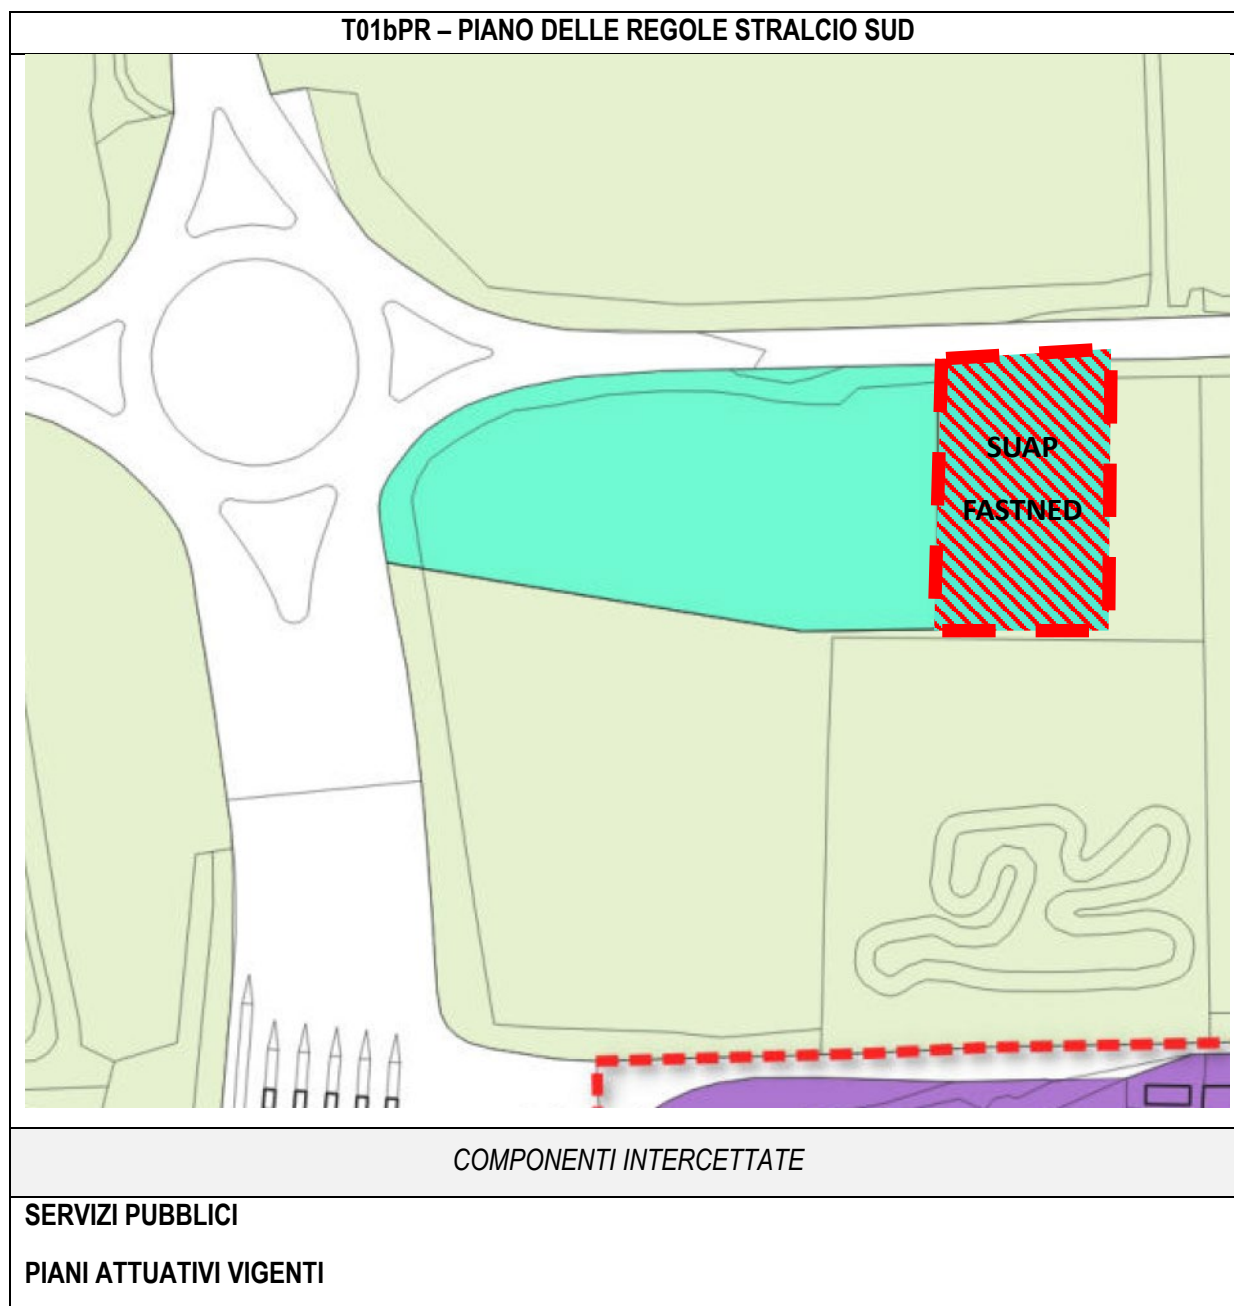 T01bPR – PIANO DELLE REGOLE STRALCIO SUD
SUAP
FASTNED
COMPONENTI INTERCETTATE
SERVIZI PUBBLICI
PIANI ATTUATIVI VIGENTI